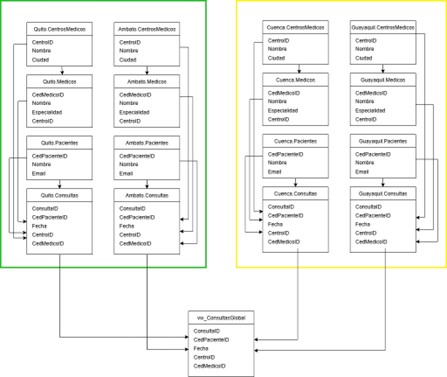 Quito.CentrosMedicos
CentroID
Nombre
Ciudad
Quito.Medicos
CedMedicoID
Nombre
Especialidad
CentroID
Quito.Pacientes
CedPacienteID
Nombra
Email
Quito.Consultas
ConsultaID
CedPacienteID
Fecha
CentroID
CedMedicoID
Ambato.CentrosMedicos
CentroID
Nombre
Ciudad
Ambato.Medicos
CedMedicoID
Nombre
Especialidad
CentroID
Ambato.Pacientes
CedPacienteID
Nombra
Email
Ambato.Consultas
ConsultaID
CedPacienteID
Fecha
CentroID
CedMedicoID
Cuenca.CentrosMedicos
CentroID
Nombre
Ciudad
Cuenca.Medicos
CedMedicoID
Nombre
Especialidad
CentroID
Cuenca.Pacientes
CedPacienteID
Nombra
Email
Cuenca.Consultas
ConsultaID
CedPacienteID
Fecha
CentroID
CedMedicoID
Guayaquil.CentrosMedicos
CentroID
Nombre
Ciudad
Guayaquil.Medicos
CedMedicoID
Nombre
Especialidad
CentroID
Guayaquil.Pacientes
CedPacienteID
Nombra
Email
Guayaquil.Consultas
ConsultaID
CedPacienteID
Fecha
CentroID
CedMedicoID
vw_ConsultasGlobal
ConsultaID
CedPacienteID
Fecha
CentroID
CedMedicoID